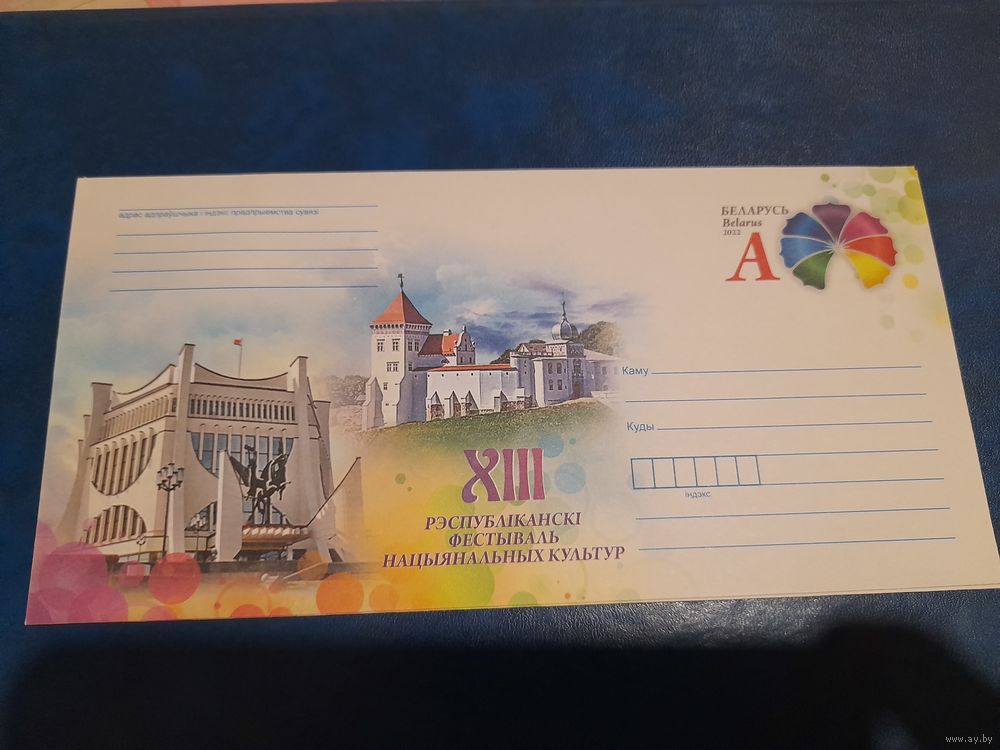 адрас адпраўшчыка і індэкс прадпрыемства сувязі
БЕЛАРУСЬ
Belarus
2022
A
Каму
Куды
індэкс
XIII
РЭСПУБЛІКАНСКІ
ФЕСТЫВАЛЬ
НАЦЫЯНАЛЬНЫХ КУЛЬТУР
www.ay.by